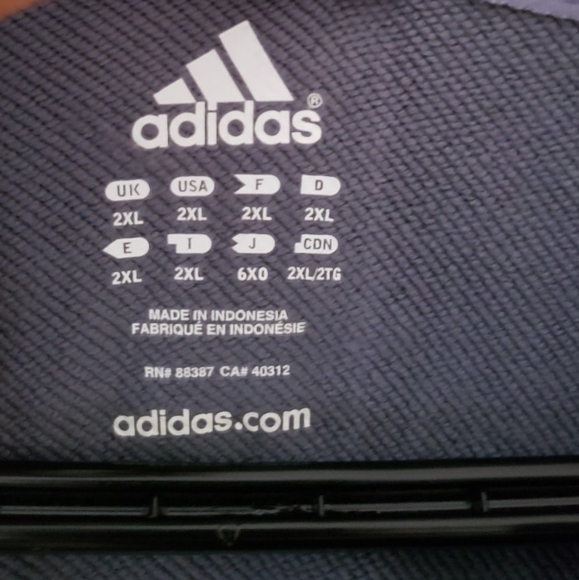 adidas®
UK USA F D
2XL 2XL 2XL 2XL
E I J CDN
2XL 2XL 6X0 2XL/2TG
MADE IN INDONESIA
FABRIQUÉ EN INDONÉSIE
RN# 88387 CA# 40312
adidas.com